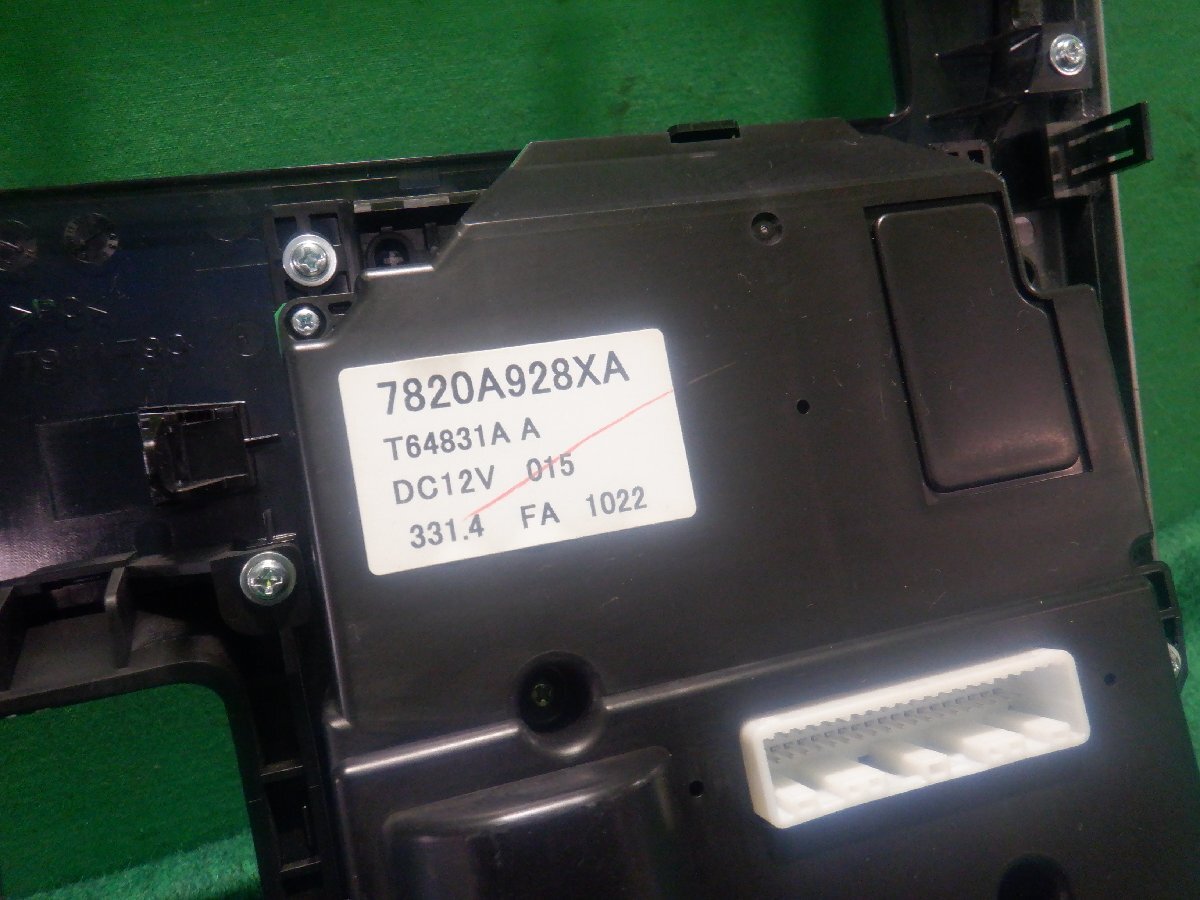 7820A928XA
T64831A A
DC12V 015
331.4 FA 1022